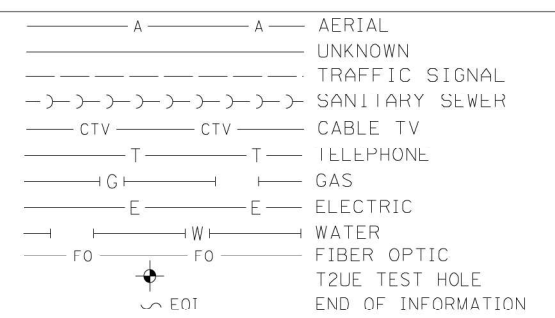 A A AERIAL
UNKNOWN
TRAFFIC SIGNAL
SANITARY SEWER
CTV CTV CABLE TV
T T TELEPHONE
G GAS
E E ELECTRIC
W WATER
FO FO FIBER OPTIC
T2UE TEST HOLE
EOI END OF INFORMATION